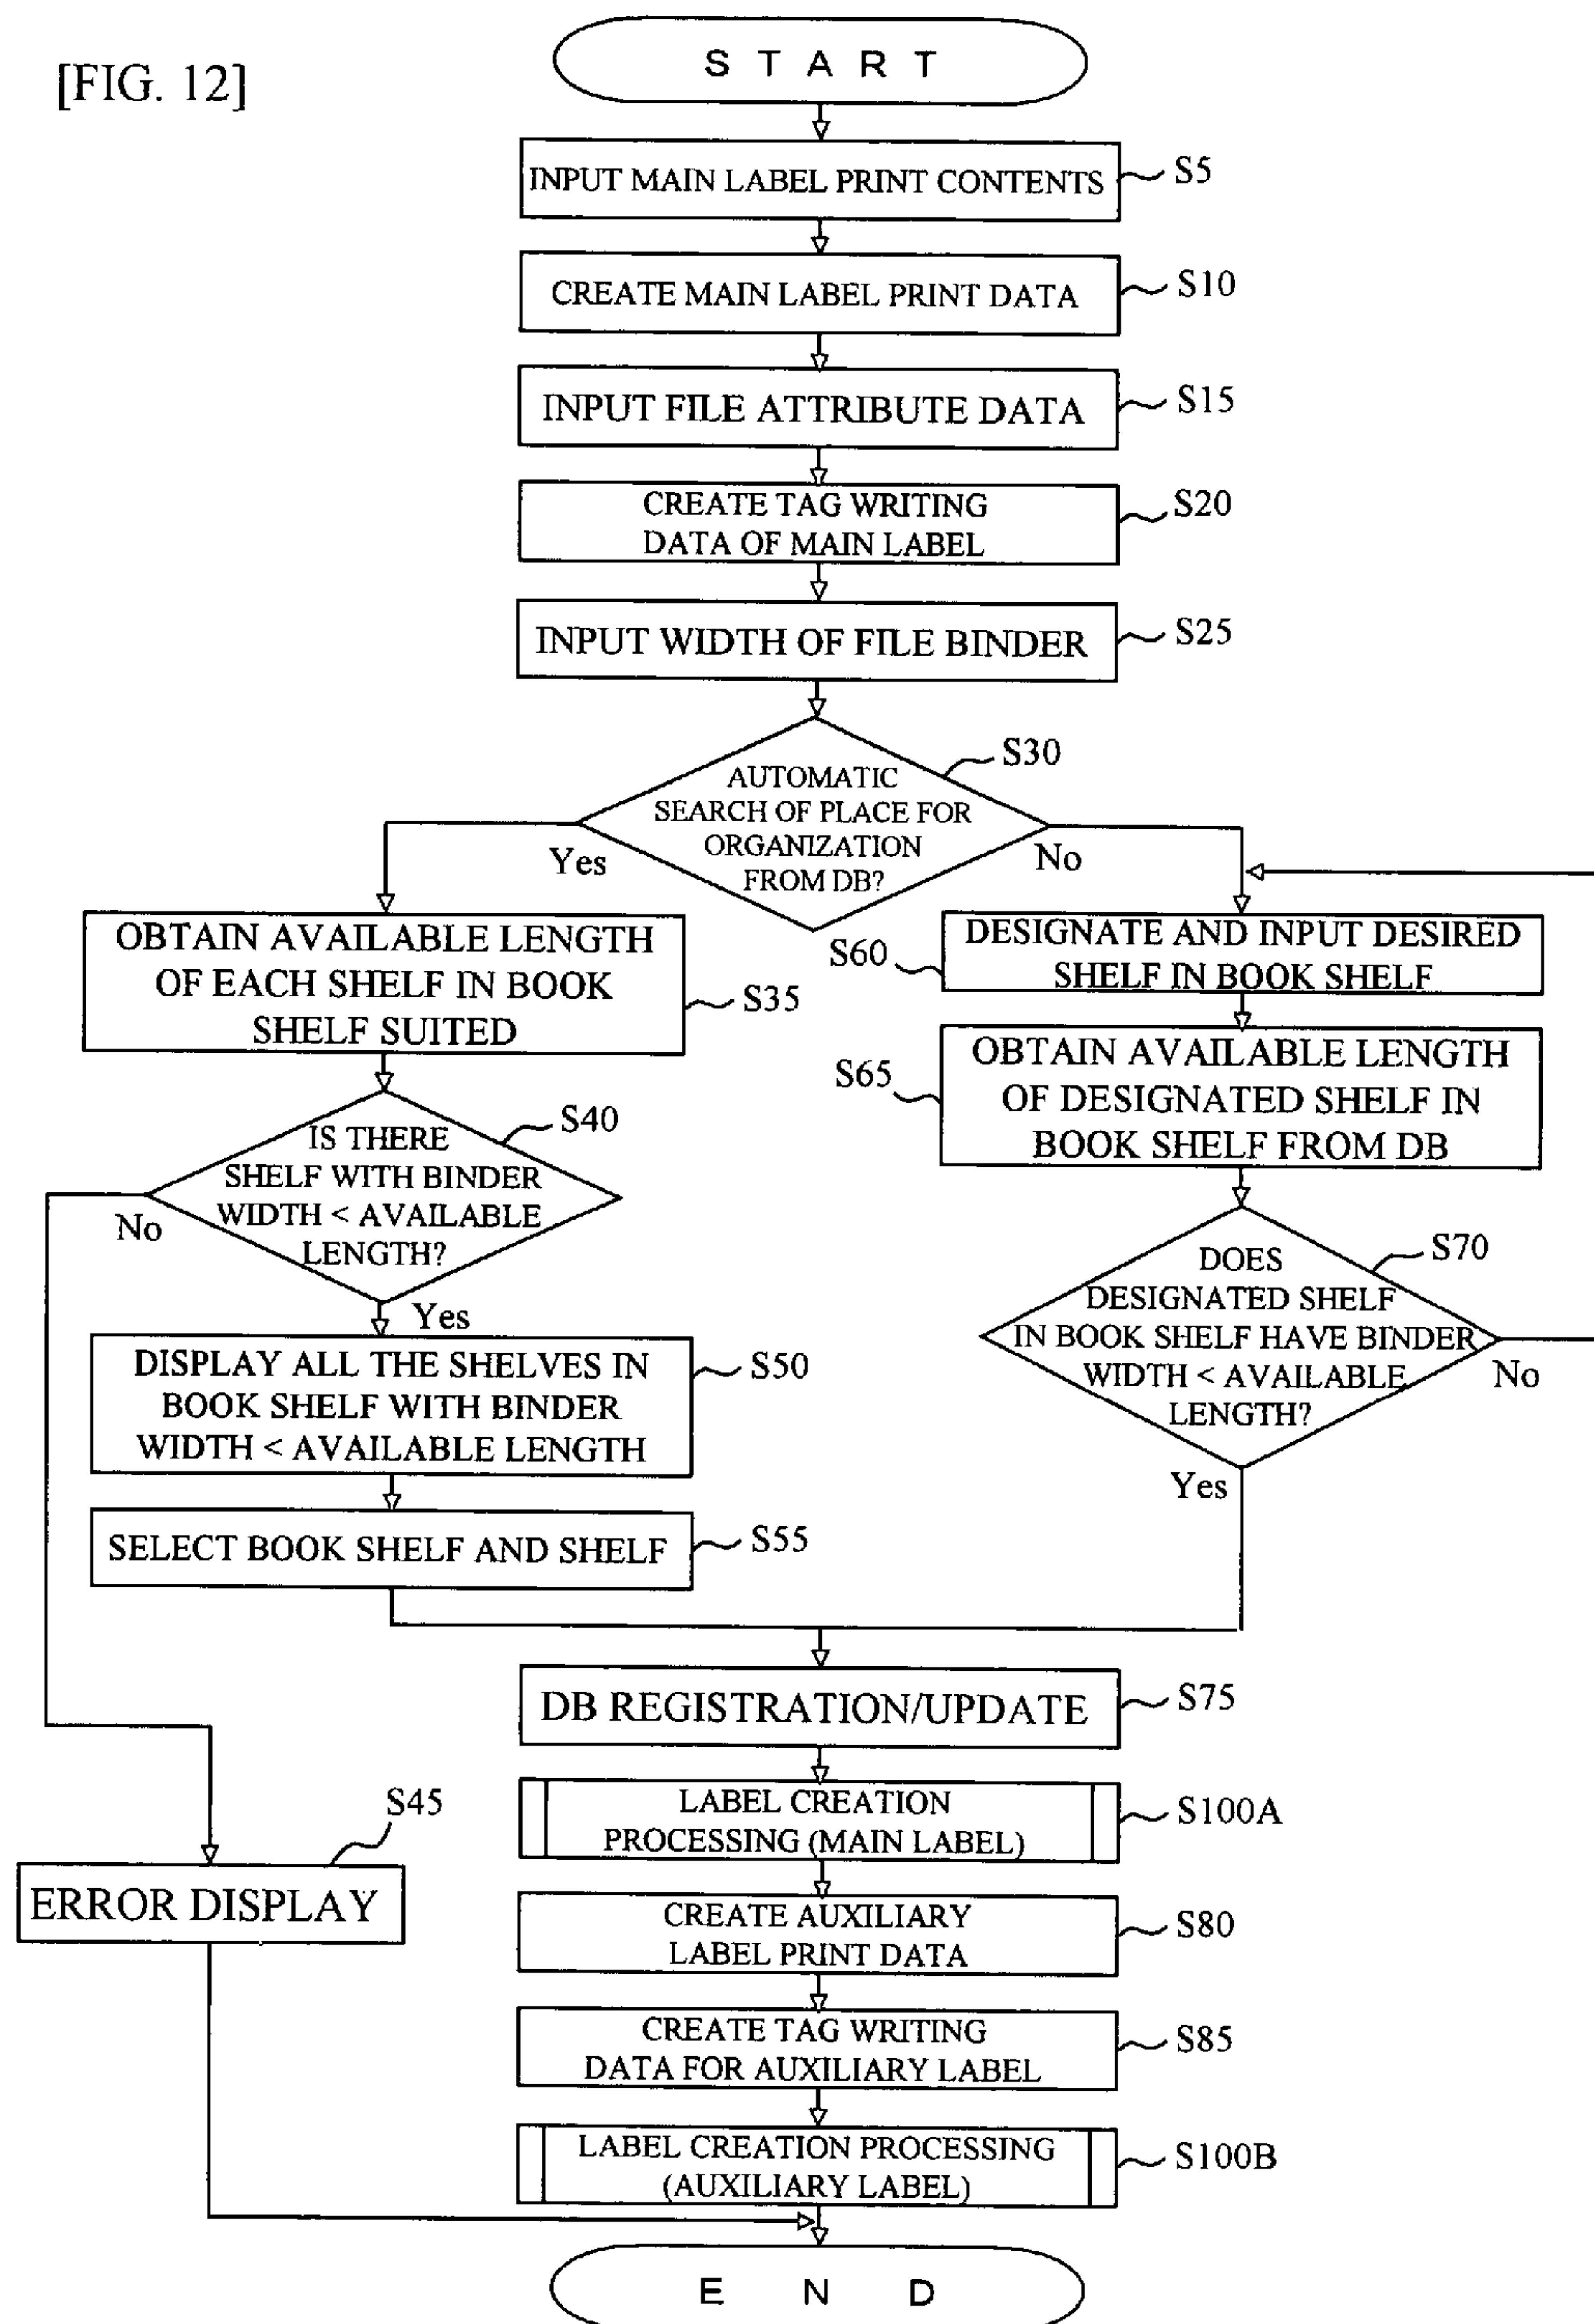 [FIG. 12]
S T A R T
INPUT MAIN LABEL PRINT CONTENTS
S5
CREATE MAIN LABEL PRINT DATA
S10
INPUT FILE ATTRIBUTE DATA
S15
CREATE TAG WRITING
DATA OF MAIN LABEL
S20
INPUT WIDTH OF FILE BINDER
S25
AUTOMATIC
SEARCH OF PLACE FOR
ORGANIZATION
FROM DB?
S30
Yes
No
OBTAIN AVAILABLE LENGTH
OF EACH SHELF IN BOOK
SHELF SUITED
S35
S60
DESIGNATE AND INPUT DESIRED
SHELF IN BOOK SHELF
S65
OBTAIN AVAILABLE LENGTH
OF DESIGNATED SHELF IN
BOOK SHELF FROM DB
IS THERE
SHELF WITH BINDER
WIDTH < AVAILABLE
LENGTH?
S40
No
Yes
DOES
DESIGNATED SHELF
IN BOOK SHELF HAVE BINDER
WIDTH < AVAILABLE
LENGTH?
S70
No
Yes
DISPLAY ALL THE SHELVES IN
BOOK SHELF WITH BINDER
WIDTH < AVAILABLE LENGTH
S50
SELECT BOOK SHELF AND SHELF
S55
DB REGISTRATION/UPDATE
S75
LABEL CREATION
PROCESSING (MAIN LABEL)
S100A
S45
ERROR DISPLAY
CREATE AUXILIARY
LABEL PRINT DATA
S80
CREATE TAG WRITING
DATA FOR AUXILIARY LABEL
S85
LABEL CREATION PROCESSING
(AUXILIARY LABEL)
S100B
E N D